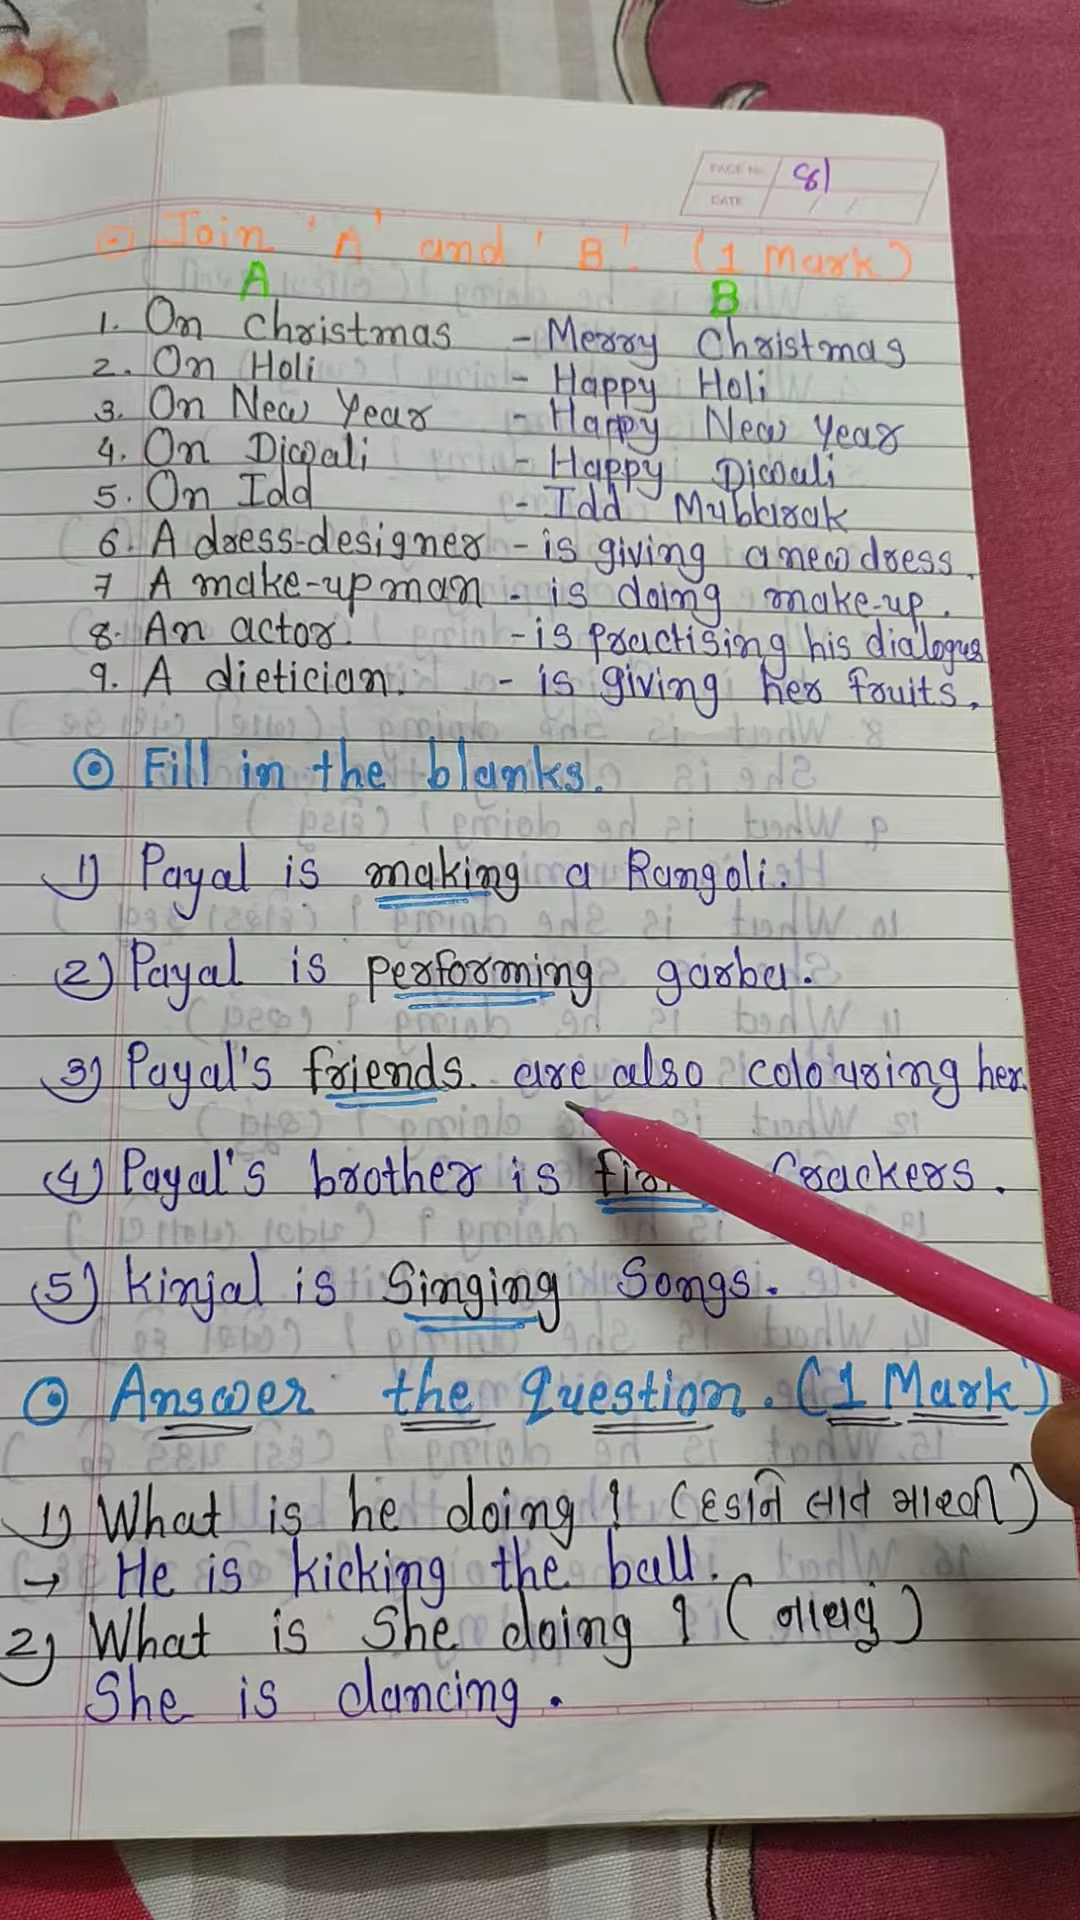 PAGE No. 81
DATE / /
Join 'A' and 'B'. (1 Mark)
A B
1. On Christmas - Merry Christmas
2. On Holi - Happy Holi
3. On New Year - Happy New Year
4. On Diwali - Happy Diwali
5. On Idd - Idd Mubbarak
6. A dress-designer - is giving a new dress.
7 A make-up man - is doing make-up.
8. An actor. - is practising his dialogues
9. A dietician. - is giving her fruits.
Fill in the blanks.
1) Payal is making a Rangoli.
2) Payal is performing garba.
3) Payal's friends. are also colouring her.
4) Payal's brother is Crackers.
5) Kinjal is Singing Songs.
Answer the Question. (1 Mark)
1) What is he doing ? (દડાને લાત મારવી)
→ He is kicking the ball.
2) What is She doing ? (નાચવું)
She is dancing.